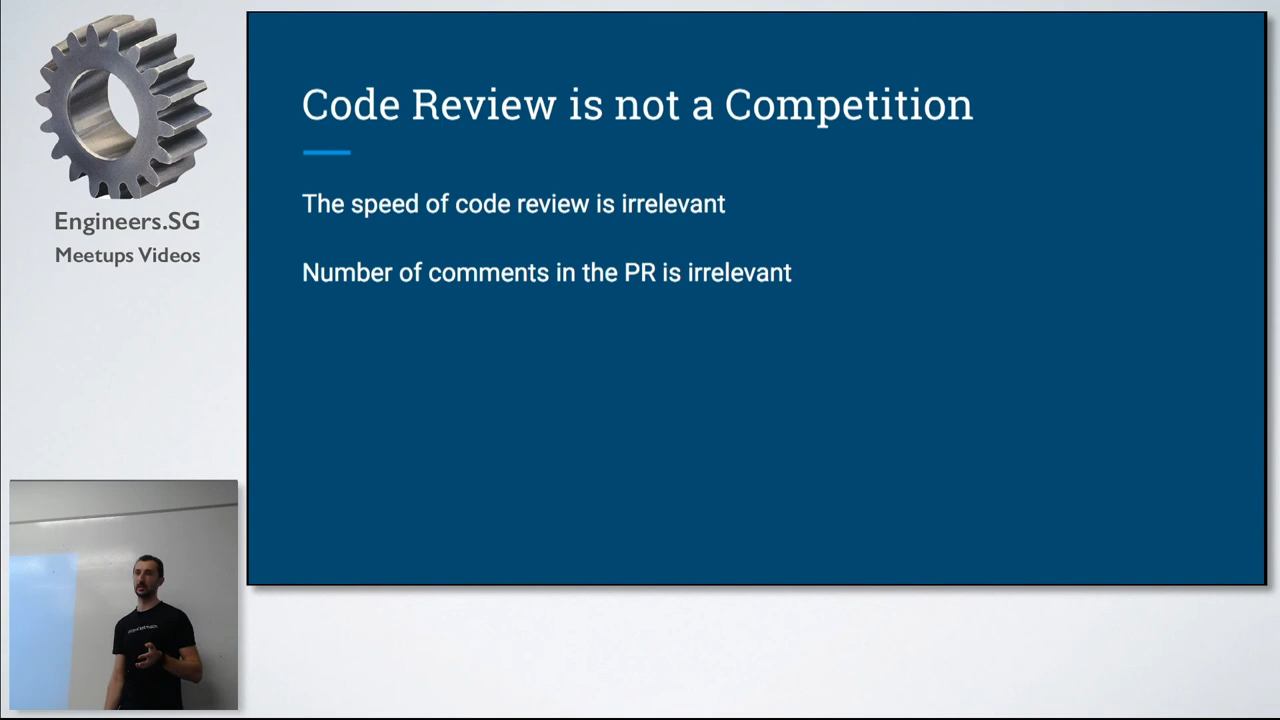 Engineers.SG
Meetups Videos
Code Review is not a Competition
The speed of code review is irrelevant
Number of comments in the PR is irrelevant